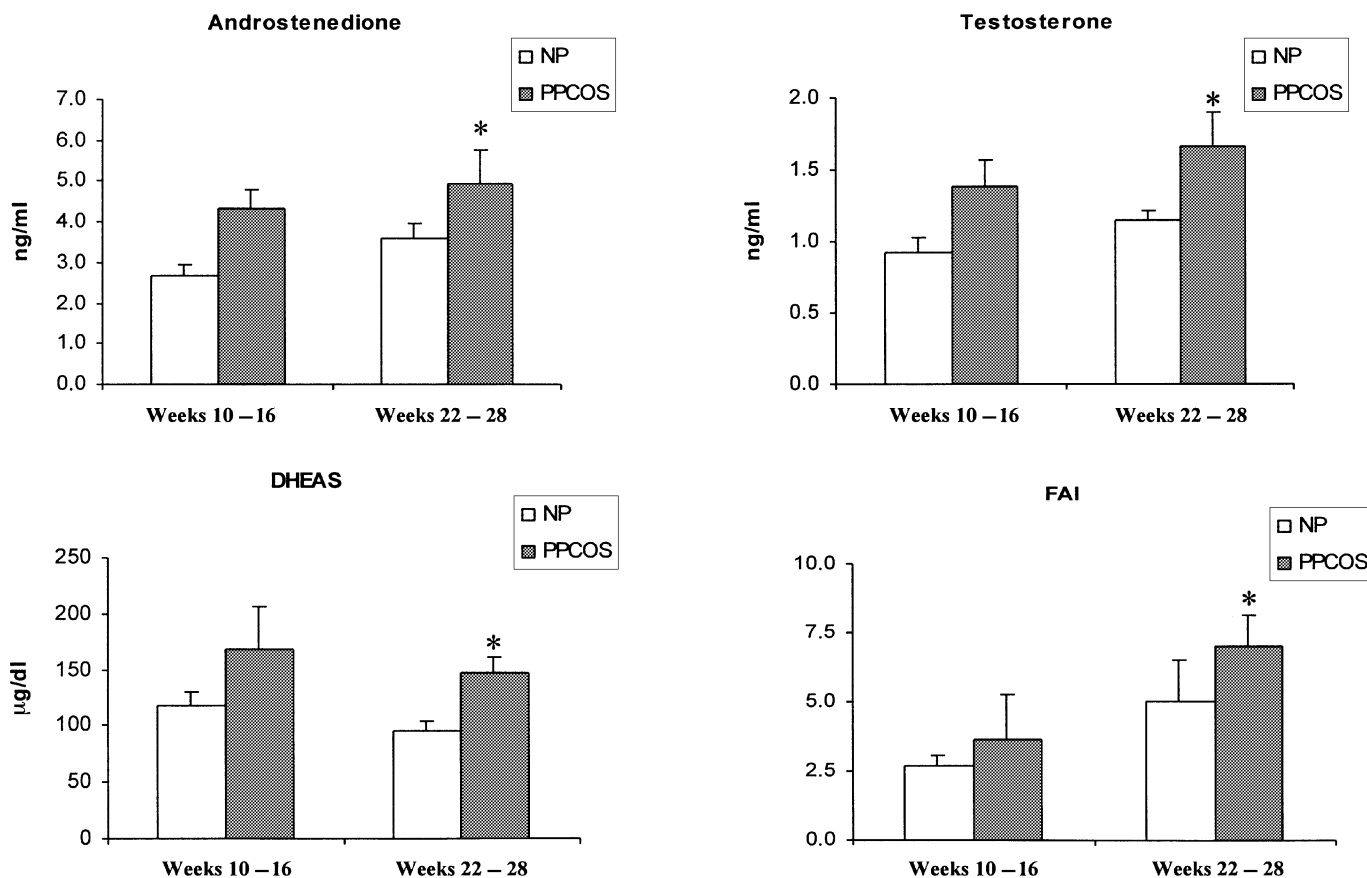 Androstenedione
NP
PPCOS
7.0
6.0
5.0
4.0
3.0
2.0
1.0
0.0
ng/ml
*
Weeks 10 – 16
Weeks 22 – 28
Testosterone
NP
PPCOS
2.0
1.5
1.0
0.5
0.0
ng/ml
*
Weeks 10 – 16
Weeks 22 – 28
DHEAS
NP
PPCOS
250
200
150
100
50
0
µg/dl
*
Weeks 10 – 16
Weeks 22 – 28
FAI
NP
PPCOS
10.0
7.5
5.0
2.5
0.0
*
Weeks 10 – 16
Weeks 22 – 28